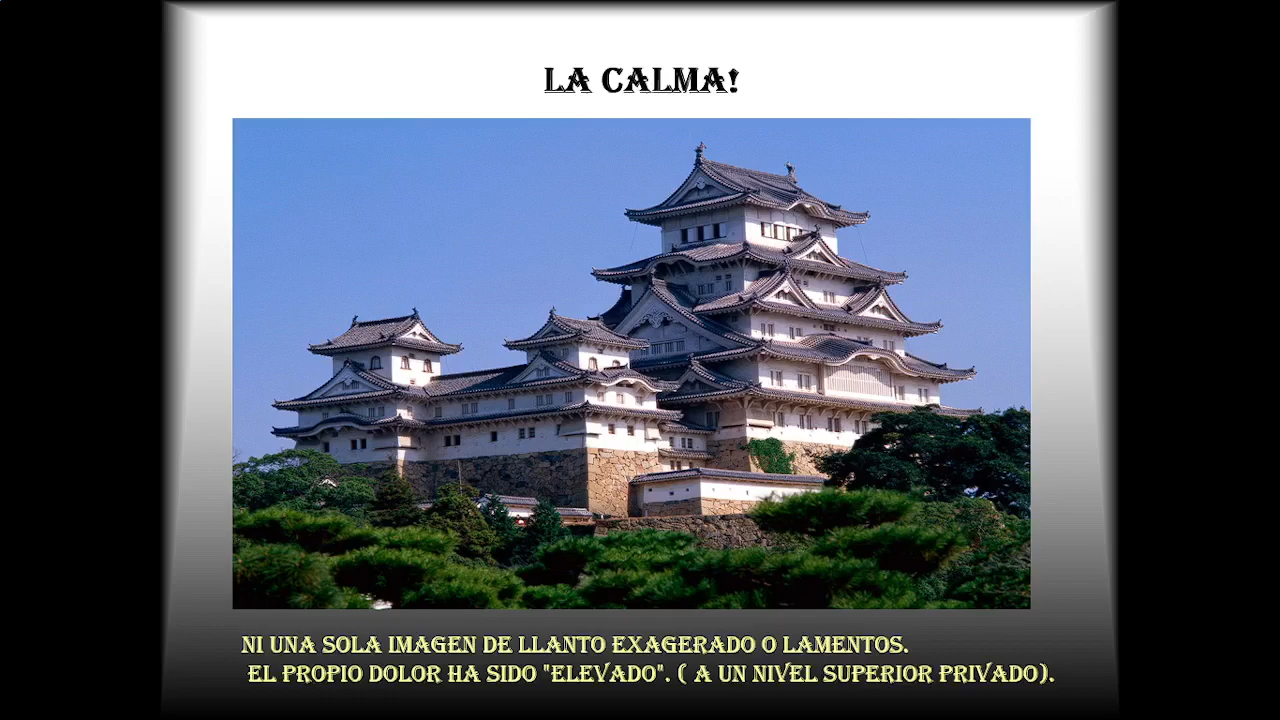 LA CALMA!
NI UNA SOLA IMAGEN DE LLANTO EXAGERADO O LAMENTOS.
EL PROPIO DOLOR HA SIDO "ELEVADO". ( A UN NIVEL SUPERIOR PRIVADO).